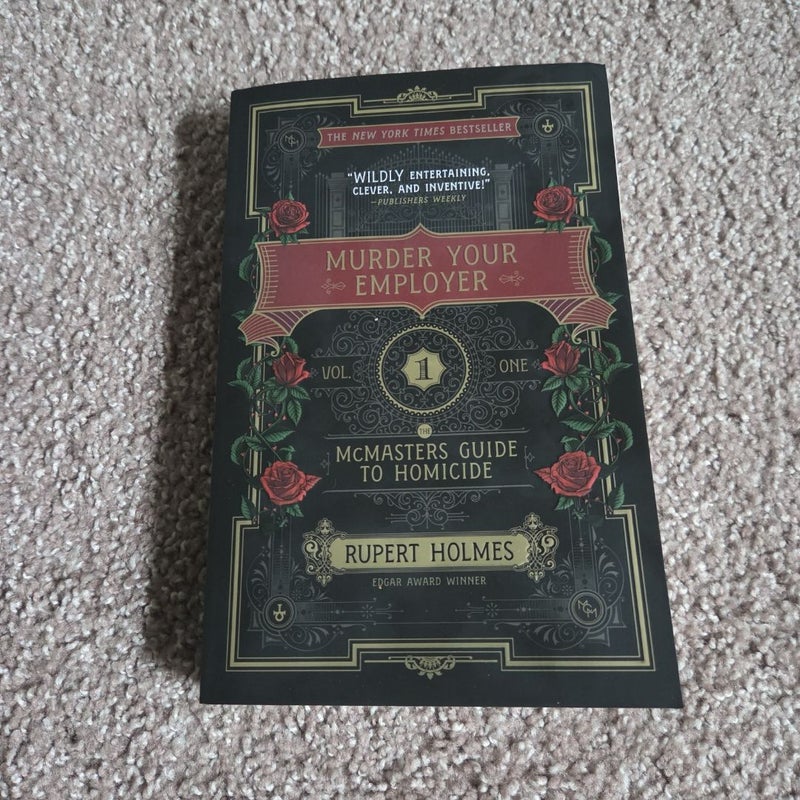 THE NEW YORK TIMES BESTSELLER
"WILDLY ENTERTAINING,
CLEVER, AND INVENTIVE!"
—PUBLISHERS WEEKLY
MURDER YOUR
EMPLOYER
VOL. 1 ONE
THE
MCMASTERS GUIDE
TO HOMICIDE
RUPERT HOLMES
EDGAR AWARD WINNER